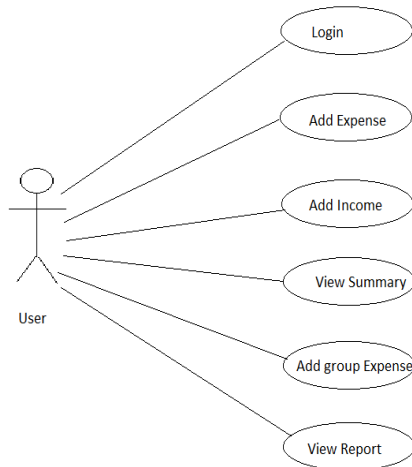 Login
Add Expense
Add Income
View Summary
User
Add group Expense
View Report